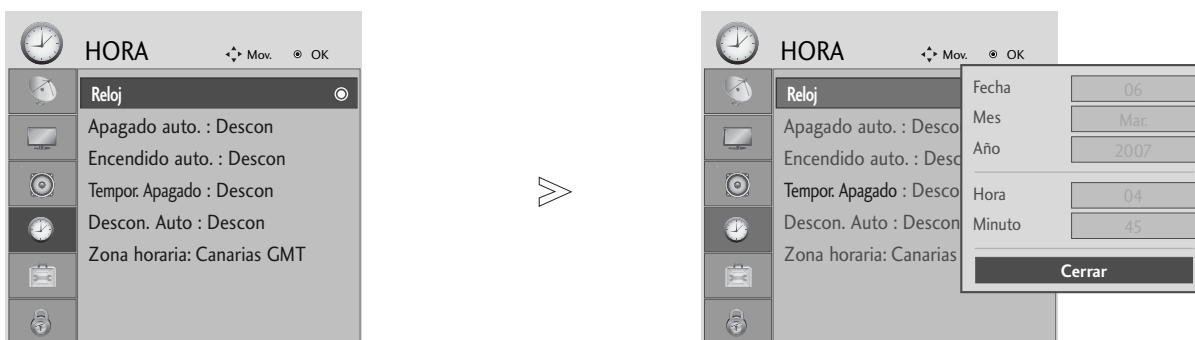 HORA Mov. OK
Reloj
Apagado auto. : Descon
Encendido auto. : Descon
Tempor. Apagado : Descon
Descon. Auto : Descon
Zona horaria: Canarias GMT
HORA Mov. OK
Reloj
Apagado auto. : Desco
Encendido auto. : Desc
Tempor. Apagado : Desco
Descon. Auto : Descon
Zona horaria: Canarias
Fecha 06
Mes Mar.
Año 2007
Hora 04
Minuto 45
Cerrar